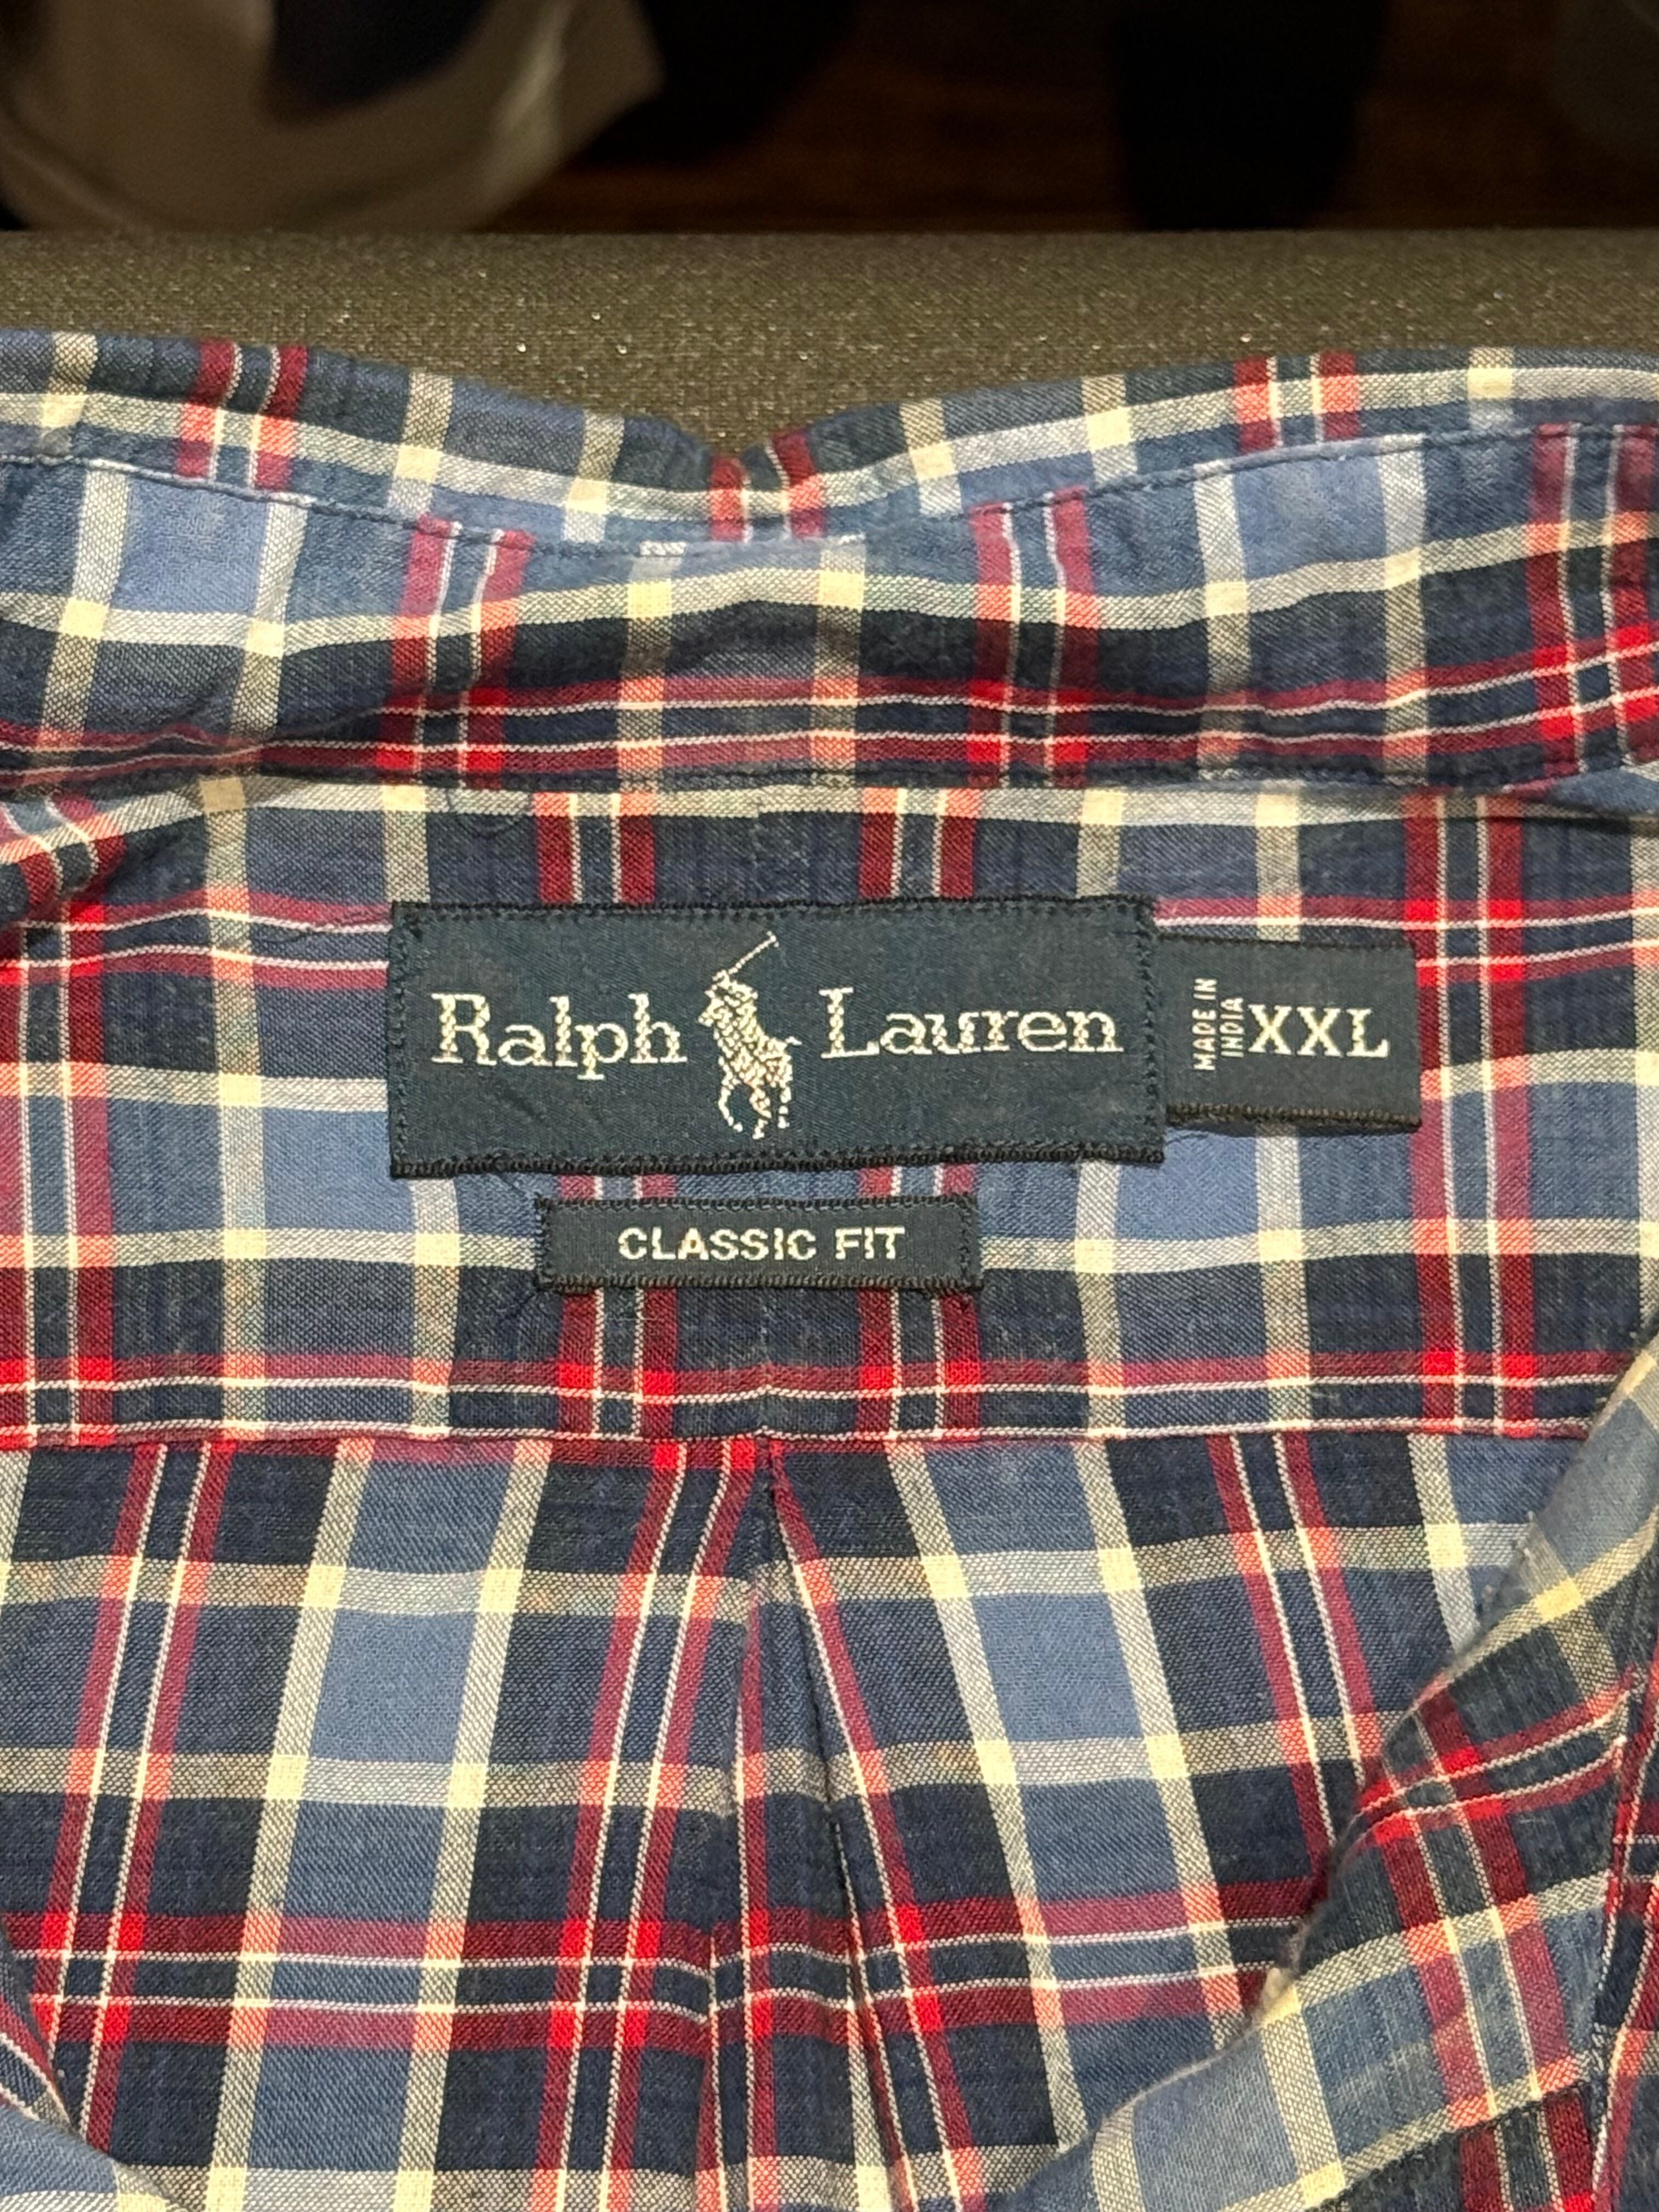 Ralph Lauren
MADE IN
INDIA
XXL
CLASSIC FIT